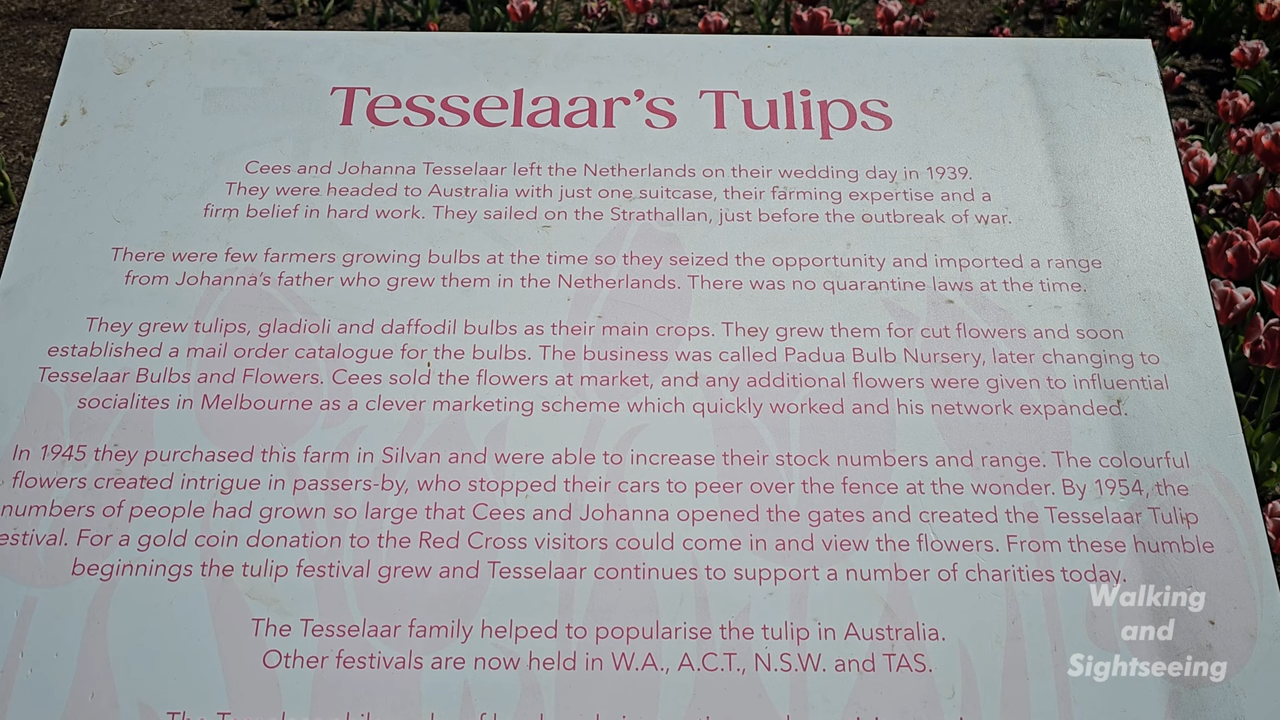 Tesselaar's Tulips
Cees and Johanna Tesselaar left the Netherlands on their wedding day in 1939.
They were headed to Australia with just one suitcase, their farming expertise and a
firm belief in hard work. They sailed on the Strathallan, just before the outbreak of war.
There were few farmers growing bulbs at the time so they seized the opportunity and imported a range
from Johanna's father who grew them in the Netherlands. There was no quarantine laws at the time.
They grew tulips, gladioli and daffodil bulbs as their main crops. They grew them for cut flowers and soon
established a mail order catalogue for the bulbs. The business was called Padua Bulb Nursery, later changing to
Tesselaar Bulbs and Flowers. Cees sold the flowers at market, and any additional flowers were given to influential
socialites in Melbourne as a clever marketing scheme which quickly worked and his network expanded.
In 1945 they purchased this farm in Silvan and were able to increase their stock numbers and range. The colourful
flowers created intrigue in passers-by, who stopped their cars to peer over the fence at the wonder. By 1954, the
numbers of people had grown so large that Cees and Johanna opened the gates and created the Tesselaar Tulip
estival. For a gold coin donation to the Red Cross visitors could come in and view the flowers. From these humble
beginnings the tulip festival grew and Tesselaar continues to support a number of charities today.
The Tesselaar family helped to popularise the tulip in Australia.
Other festivals are now held in W.A., A.C.T., N.S.W. and TAS.
Walking
and
Sightseeing